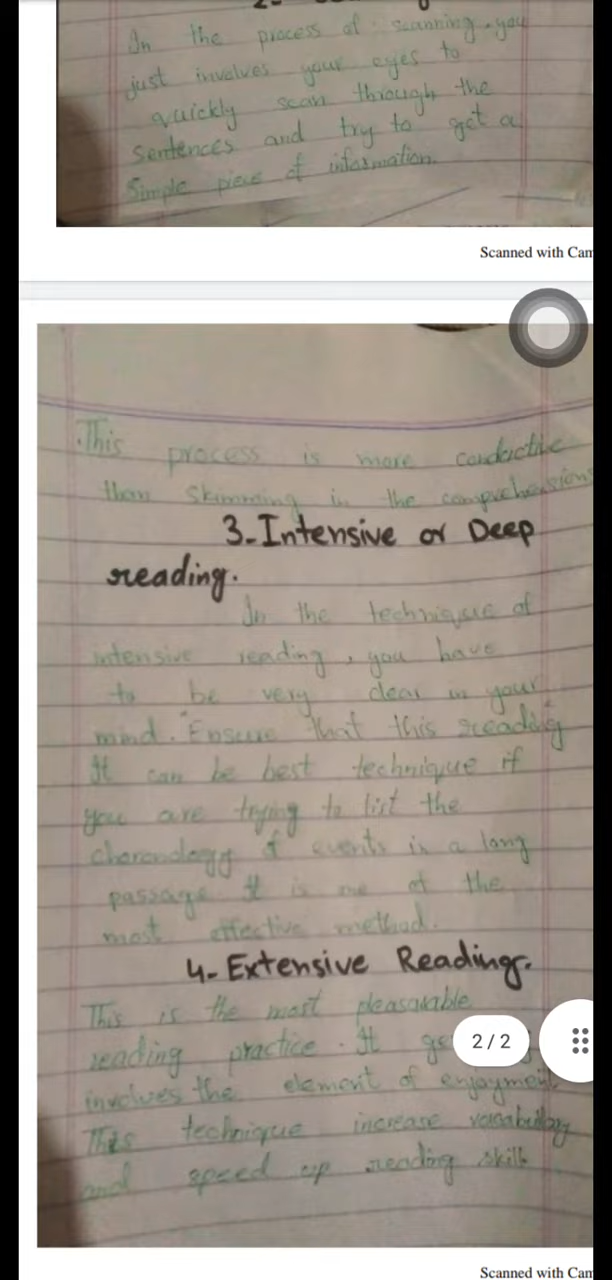 In the process of scanning, you
just involves your eyes to
quickly scan through the
sentences and try to get a
Simple piece of information.
Scanned with Cam
This process is more conductive
than Skimming in the comprehensions
3-Intensive or Deep
reading.
In the technique of
intensive reading, you have
to be very clear in your
mind. Ensure that this reading
It can be best technique if
you are trying to list the
chorondogy of events in a long
passage. It is one of the
most effective method.
4-Extensive Reading.
This is the most pleasurable
reading practice. It
2/2
involves the element of enjoyment
This technique increase vocabulary
and speed up reading skill
Scanned with Cam